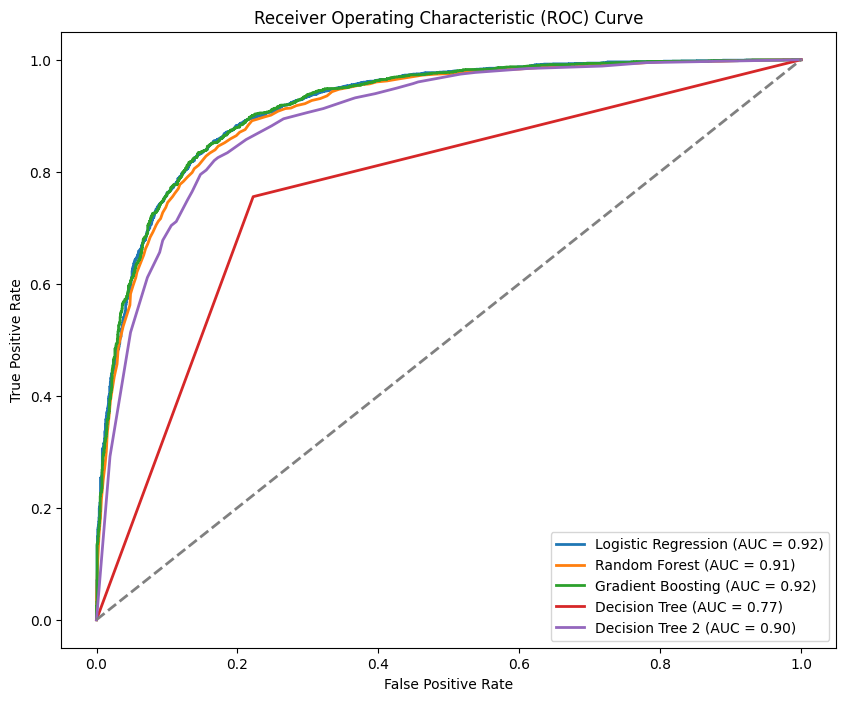 Receiver Operating Characteristic (ROC) Curve
1.0
0.8
0.6
0.4
0.2
0.0
True Positive Rate
Logistic Regression (AUC = 0.92)
Random Forest (AUC = 0.91)
Gradient Boosting (AUC = 0.92)
Decision Tree (AUC = 0.77)
Decision Tree 2 (AUC = 0.90)
0.0 0.2 0.4 0.6 0.8 1.0
False Positive Rate